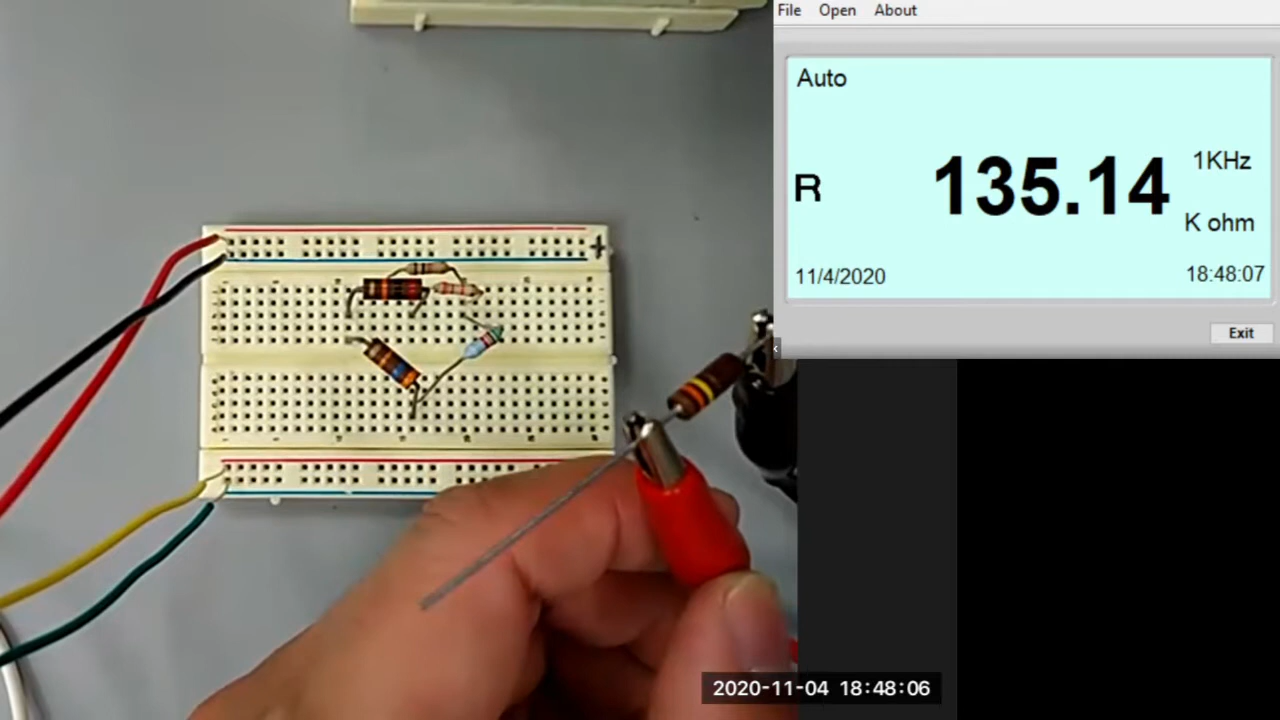 File Open About
Auto
R 135.14 1KHz
K ohm
11/4/2020 18:48:07
Exit
+
2020-11-04 18:48:06